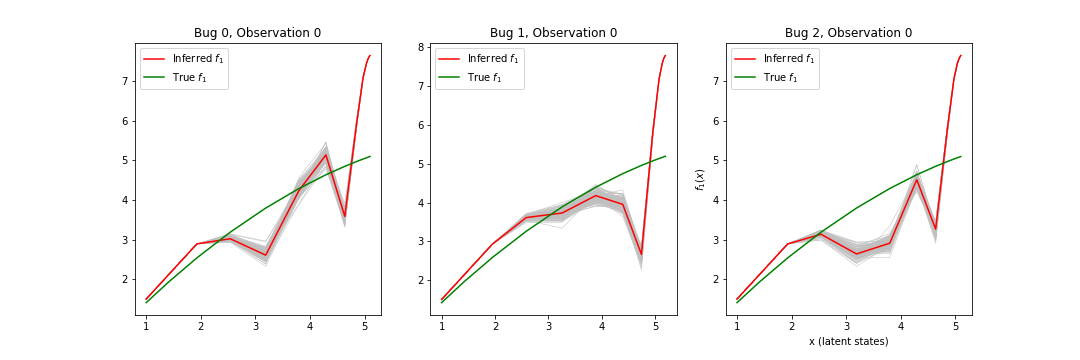 Bug 0, Observation 0
Inferred f₁
True f₁
7
6
5
4
3
2
1 2 3 4 5
Bug 1, Observation 0
Inferred f₁
True f₁
8
7
6
5
4
3
2
1 2 3 4 5
Bug 2, Observation 0
Inferred f₁
True f₁
f₁(x)
7
6
5
4
3
2
1 2 3 4 5
x (latent states)